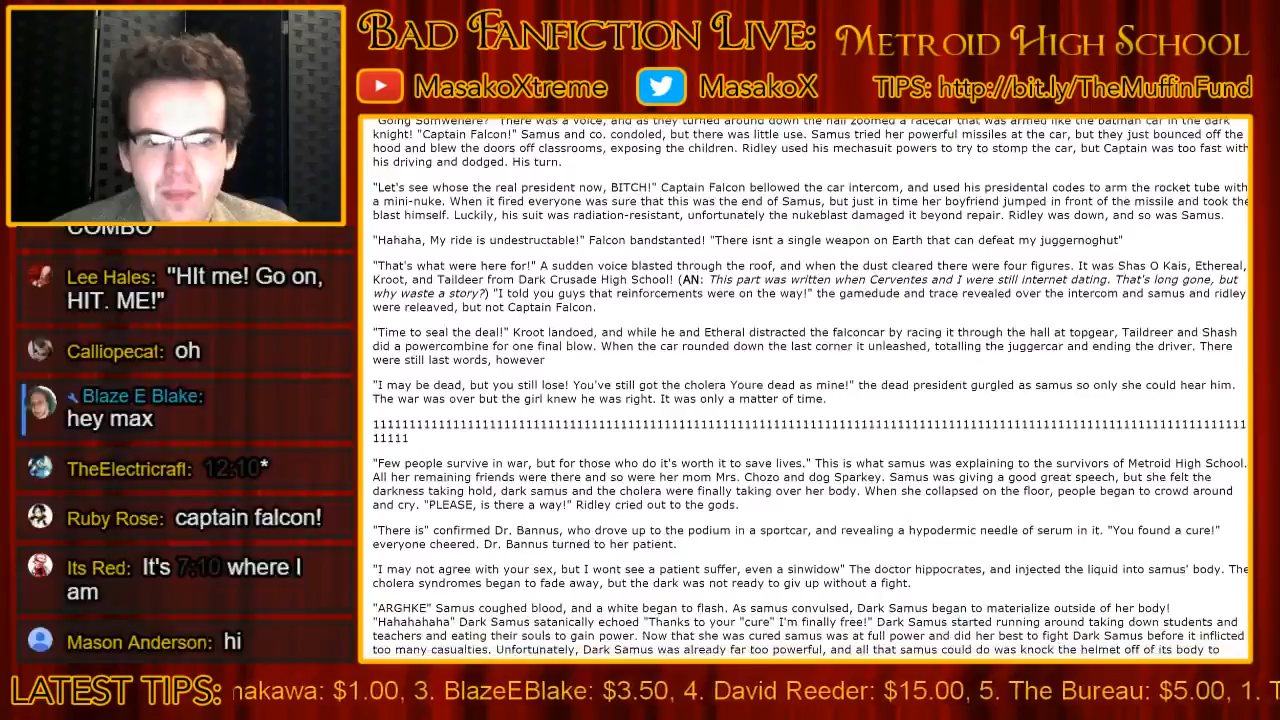 BAD FANFICTION LIVE:
METROID HIGH SCHOOL
MasakoXtreme
MasakoX
TIPS: http://bit.ly/TheMuffinFund
COMBO
Lee Hales: "HIt me! Go on,
HIT. ME!"
Calliopecat: oh
Blaze E Blake:
hey max
TheElectricraft: 12:10*
Ruby Rose: captain falcon!
Its Red: It's 7:10 where I
am
Mason Anderson: hi
"Going Somwehere?" There was a voice, and as they turned around down the hall zoomed a racecar that was armed like the batman car in the dark
knight! "Captain Falcon!" Samus and co. condoled, but there was little use. Samus tried her powerful missiles at the car, but they just bounced off the
hood and blew the doors off classrooms, exposing the children. Ridley used his mechasuit powers to try to stomp the car, but Captain was too fast with
his driving and dodged. His turn.
"Let's see whose the real president now, BITCH!" Captain Falcon bellowed the car intercom, and used his presidental codes to arm the rocket tube with
a mini-nuke. When it fired everyone was sure that this was the end of Samus, but just in time her boyfriend jumped in front of the missile and took the
blast himself. Luckily, his suit was radiation-resistant, unfortunately the nukeblast damaged it beyond repair. Ridley was down, and so was Samus.
"Hahaha, My ride is undestructable!" Falcon bandstanted! "There isnt a single weapon on Earth that can defeat my juggernoghut"
"That's what were here for!" A sudden voice blasted through the roof, and when the dust cleared there were four figures. It was Shas O Kais, Ethereal,
Kroot, and Taildeer from Dark Crusade High School! (AN: This part was written when Cerventes and I were still internet dating. That's long gone, but
why waste a story?) "I told you guys that reinforcements were on the way!" the gamedude and trace revealed over the intercom and samus and ridley
were releaved, but not Captain Falcon.
"Time to seal the deal!" Kroot landoed, and while he and Etheral distracted the falconcar by racing it through the hall at topgear, Taildreer and Shash
did a powercombine for one final blow. When the car rounded down the last corner it unleashed, totalling the juggercar and ending the driver. There
were still last words, however
"I may be dead, but you still lose! You've still got the cholera Youre dead as mine!" the dead president gurgled as samus so only she could hear him.
The war was over but the girl knew he was right. It was only a matter of time.
1111111111111111111111111111111111111111111111111111111111111111111111111111111111111111111111111111111111111111111111111
11111
"Few people survive in war, but for those who do it's worth it to save lives." This is what samus was explaining to the survivors of Metroid High School.
All her remaining friends were there and so were her mom Mrs. Chozo and dog Sparkey. Samus was giving a good great speech, but she felt the
darkness taking hold, dark samus and the cholera were finally taking over her body. When she collapsed on the floor, people began to crowd around
and cry. "PLEASE, is there a way!" Ridley cried out to the gods.
"There is" confirmed Dr. Bannus, who drove up to the podium in a sportcar, and revealing a hypodermic needle of serum in it. "You found a cure!"
everyone cheered. Dr. Bannus turned to her patient.
"I may not agree with your sex, but I wont see a patient suffer, even a sinwidow" The doctor hippocrates, and injected the liquid into samus' body. The
cholera syndromes began to fade away, but the dark was not ready to giv up without a fight.
"ARGHKE" Samus coughed blood, and a white began to flash. As samus convulsed, Dark Samus began to materialize outside of her body!
"Hahahahaha" Dark Samus satanically echoed "Thanks to your "cure" I'm finally free!" Dark Samus started running around taking down students and
teachers and eating their souls to gain power. Now that she was cured samus was at full power and did her best to fight Dark Samus before it inflicted
too many casualties. Unfortunately, Dark Samus was already far too powerful, and all that samus could do was knock the helmet off of its body to
LATEST TIPS: nakawa: $1.00, 3. BlazeEBlake: $3.50, 4. David Reeder: $15.00, 5. The Bureau: $5.00, 1. T